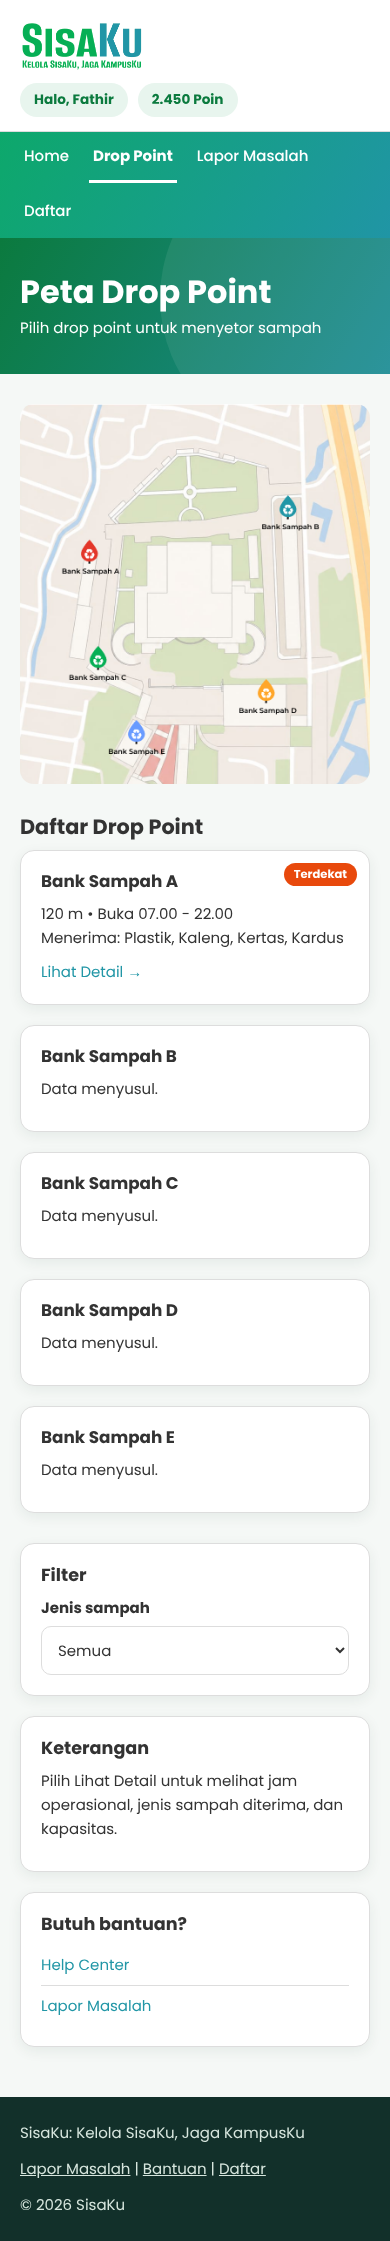 SisaKu
Kelola SisaKu, Jaga KampusKu
Halo, Fathir
2.450 Poin
Home
Drop Point
Lapor Masalah
Daftar
Peta Drop Point
Pilih drop point untuk menyetor sampah
Bank Sampah B
Bank Sampah A
Bank Sampah C
Bank Sampah D
Bank Sampah E
Daftar Drop Point
Bank Sampah A
Terdekat
120 m • Buka 07.00 - 22.00
Menerima: Plastik, Kaleng, Kertas, Kardus
Lihat Detail →
Bank Sampah B
Data menyusul.
Bank Sampah C
Data menyusul.
Bank Sampah D
Data menyusul.
Bank Sampah E
Data menyusul.
Filter
Jenis sampah
Semua
Keterangan
Pilih Lihat Detail untuk melihat jam
operasional, jenis sampah diterima, dan
kapasitas.
Butuh bantuan?
Help Center
Lapor Masalah
SisaKu: Kelola SisaKu, Jaga KampusKu
Lapor Masalah | Bantuan | Daftar
© 2026 SisaKu